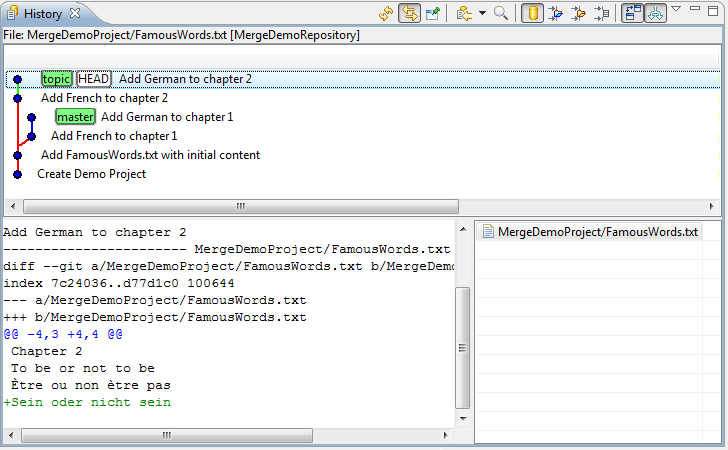 History
File: MergeDemoProject/FamousWords.txt [MergeDemoRepository]
topic HEAD Add German to chapter 2
Add French to chapter 2
master Add German to chapter 1
Add French to chapter 1
Add FamousWords.txt with initial content
Create Demo Project
Add German to chapter 2
----------------------- MergeDemoProject/FamousWords.txt
diff --git a/MergeDemoProject/FamousWords.txt b/MergeDemo
index 7c24036..d77d1c0 100644
--- a/MergeDemoProject/FamousWords.txt
+++ b/MergeDemoProject/FamousWords.txt
@@ -4,3 +4,4 @@
Chapter 2
To be or not to be
Ètre ou non ètre pas
+Sein oder nicht sein
MergeDemoProject/FamousWords.txt